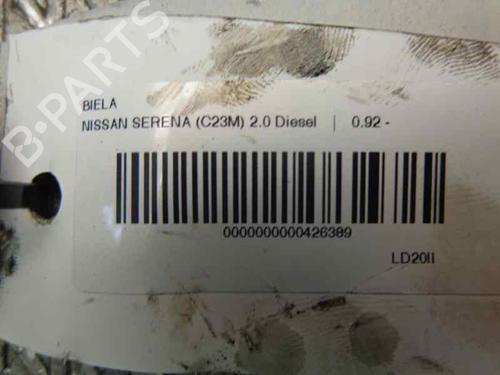 B-PARTS
BIELA
NISSAN SERENA (C23M) 2.0 Diesel | 0.92 -
0000000000426389
LD20II